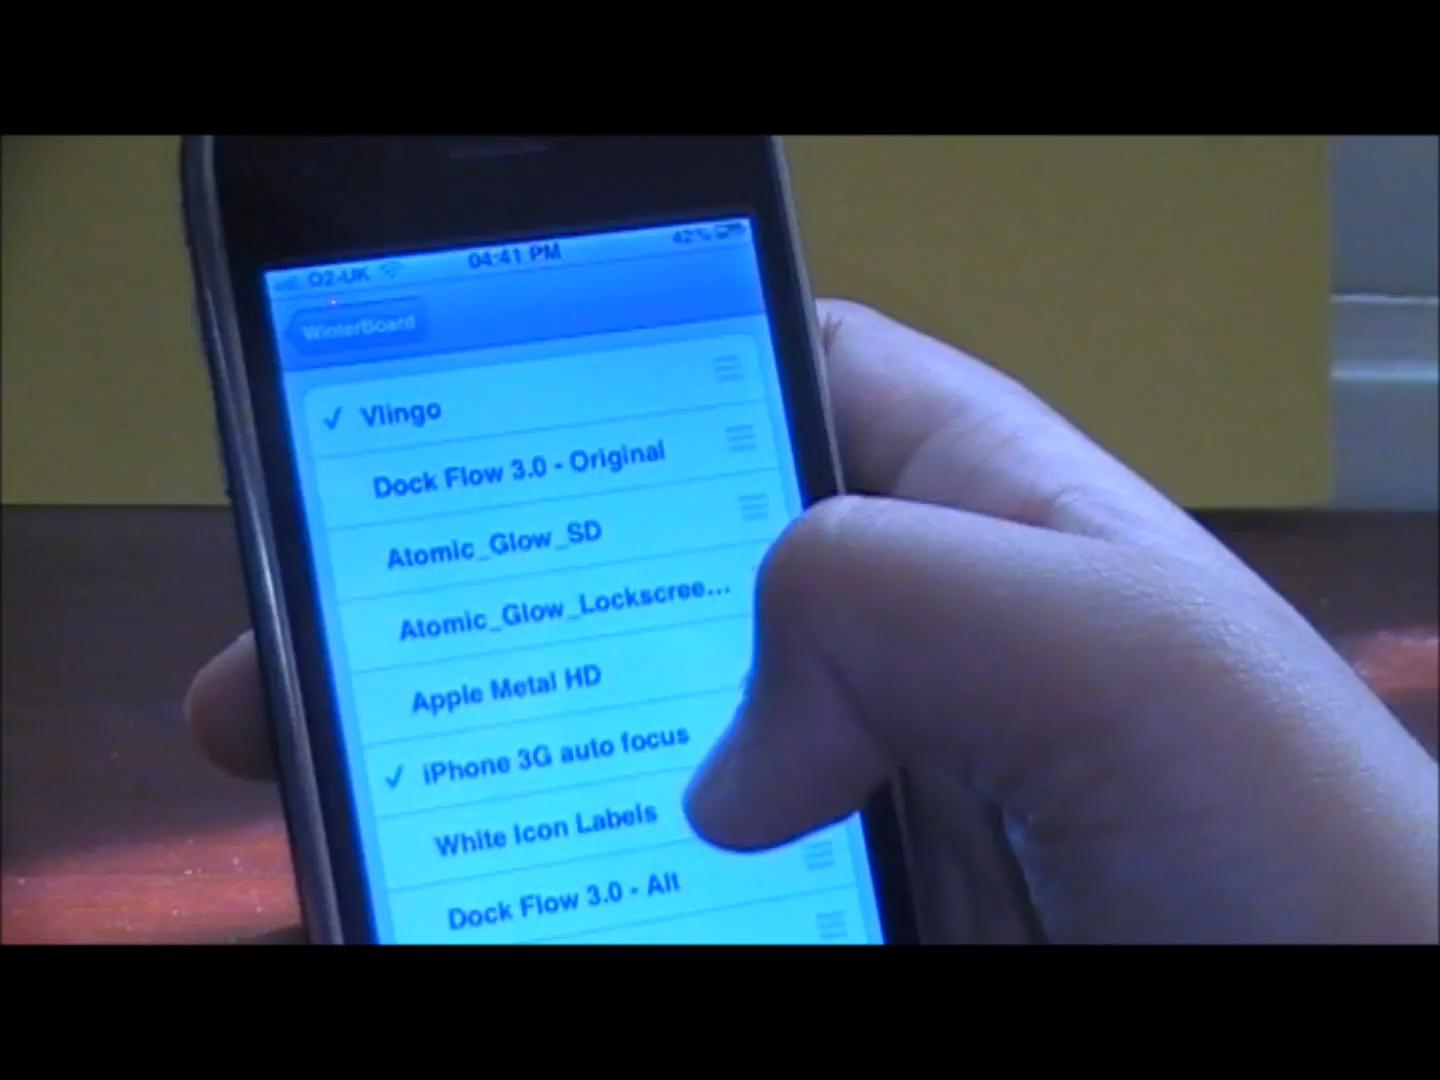 O2-UK 04:41 PM 42%
WinterBoard
✓ Vlingo
Dock Flow 3.0 - Original
Atomic_Glow_SD
Atomic_Glow_Lockscree...
Apple Metal HD
✓ iPhone 3G auto focus
White Icon Labels
Dock Flow 3.0 - Alt